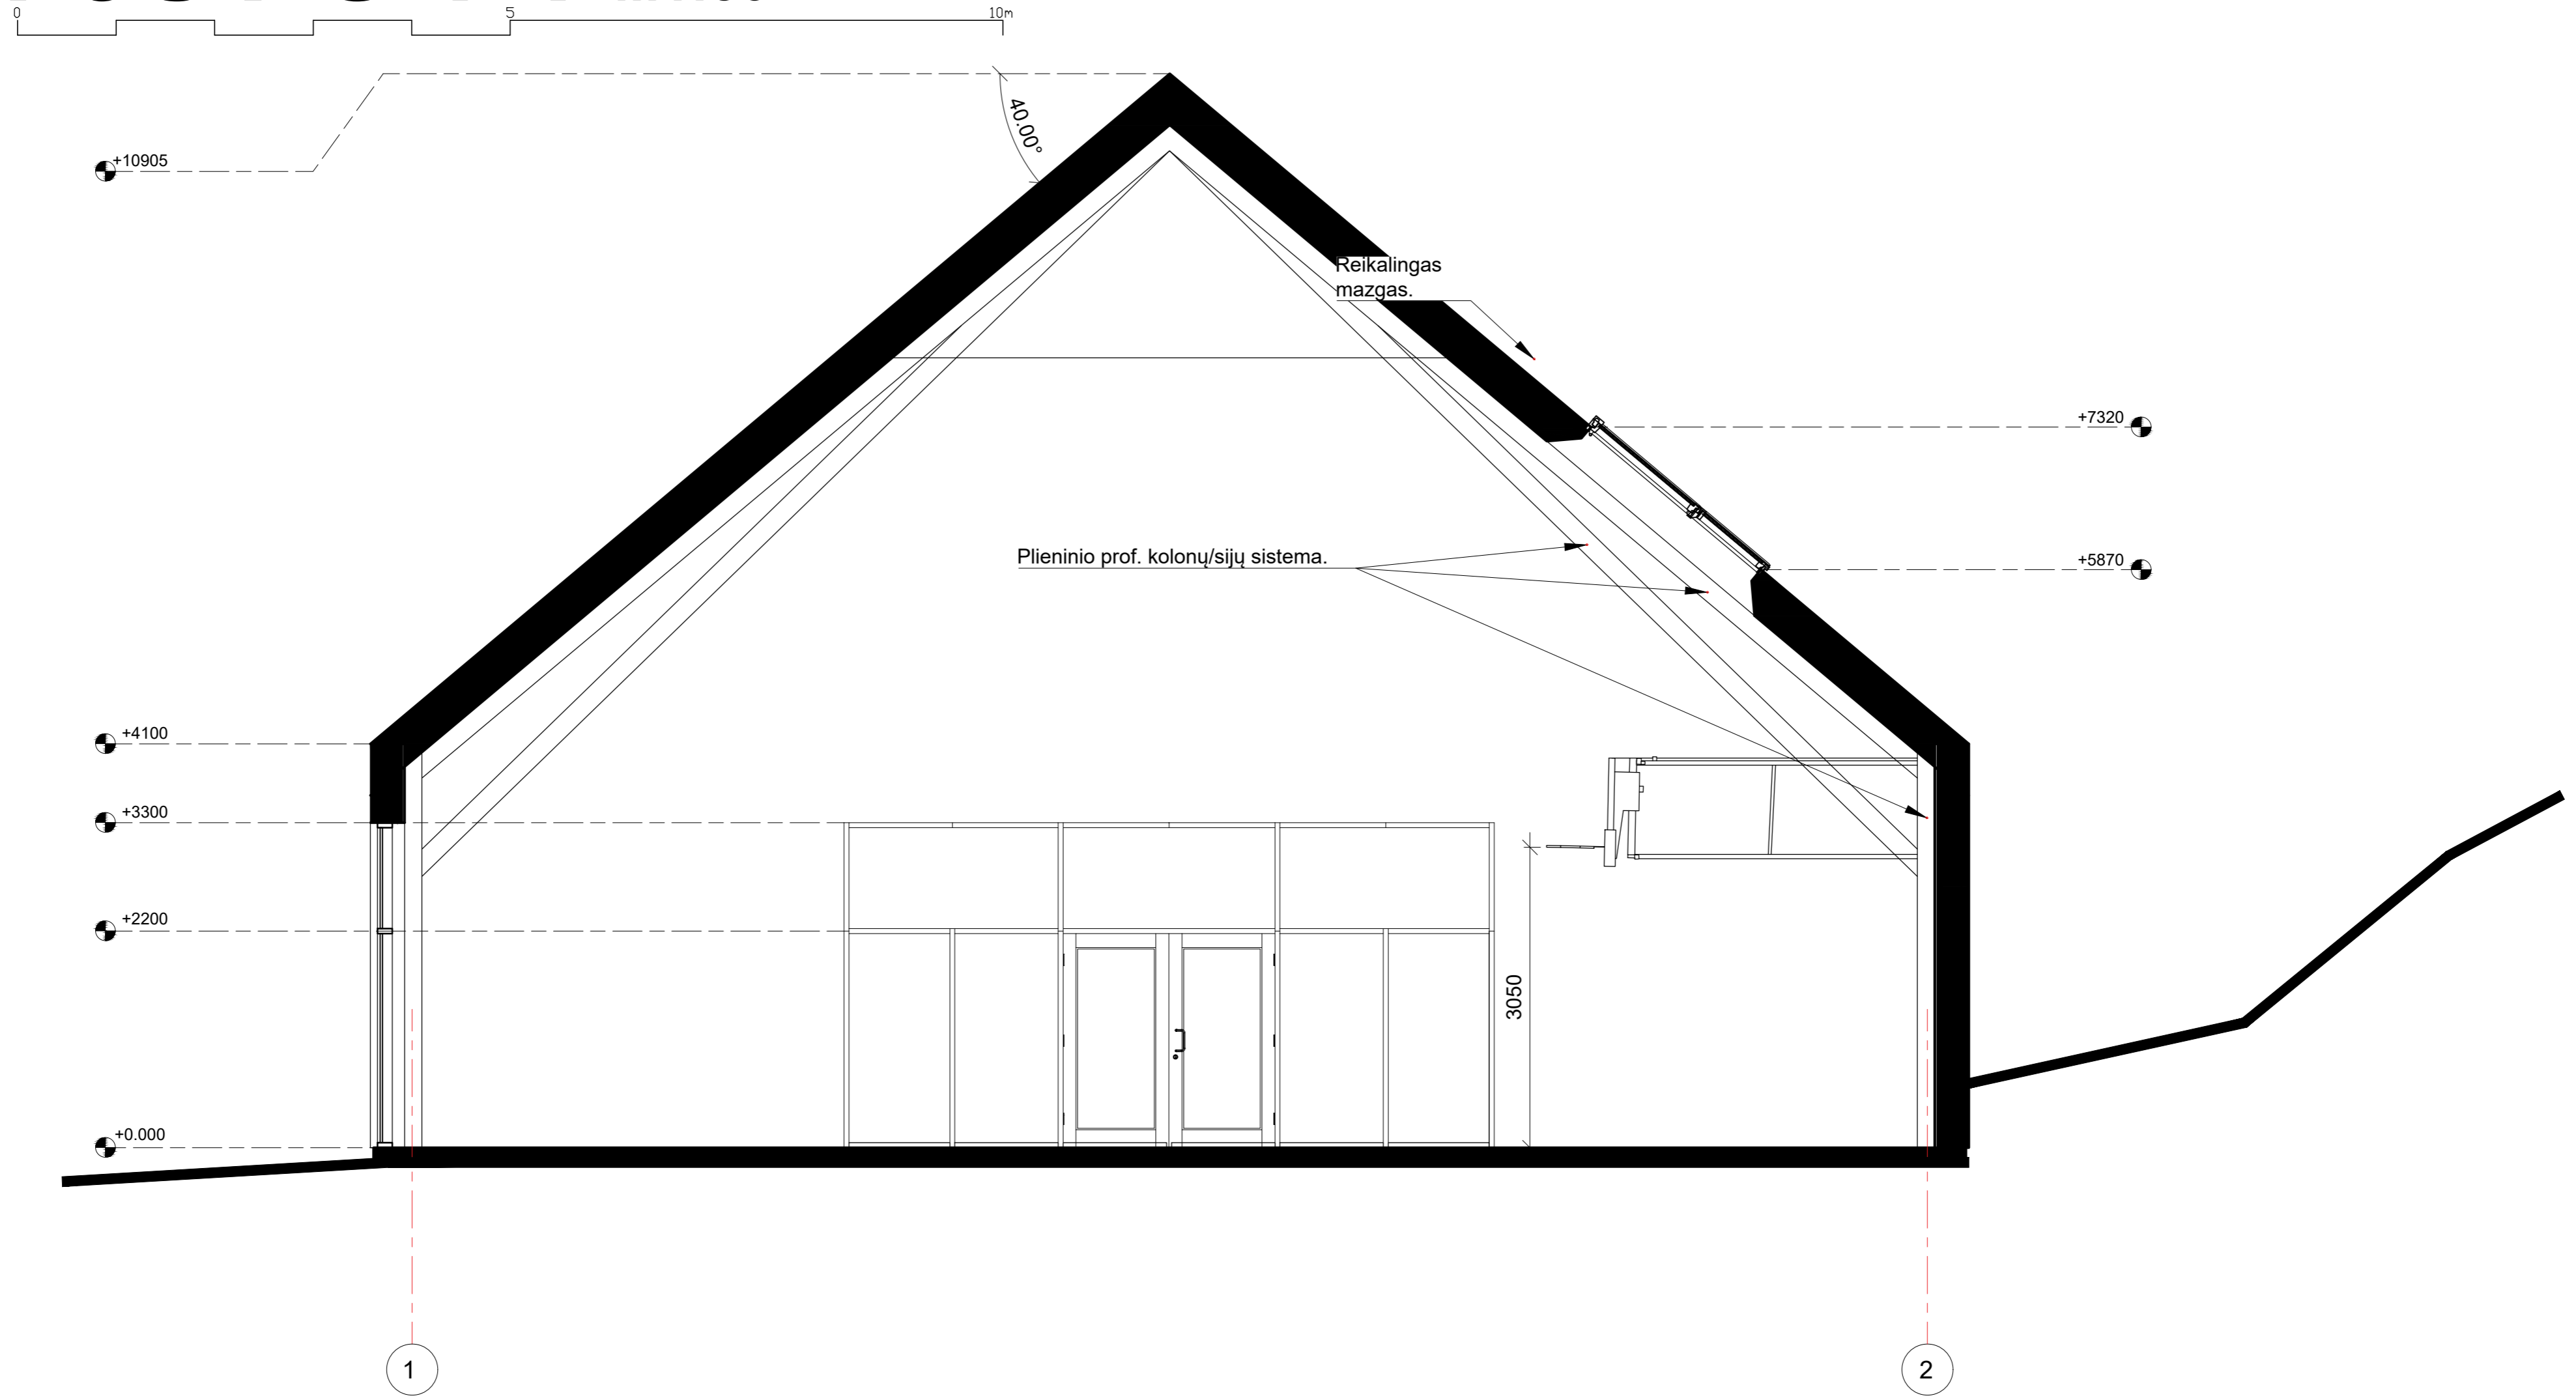 0 5 10m
40.00°
+10905
Reikalingas
mazgas.
+7320
Plieninio prof. kolonų/sijų sistema.
+5870
+4100
+3300
+2200
3050
+0.000
1
2